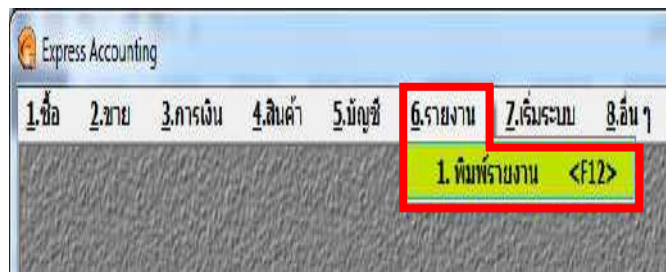 Express Accounting
1.ซื้อ 2.ขาย 3.การเงิน 4.สินค้า 5.บัญชี 6.รายงาน 7.เริ่มระบบ 8.อื่น ๆ
1. พิมพ์รายงาน <F12>